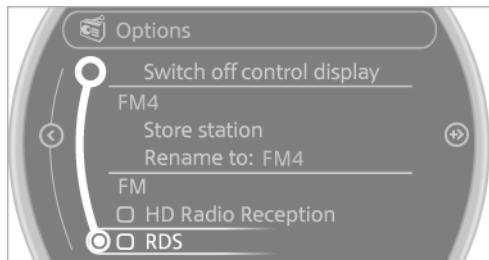 Options
Switch off control display
FM4
Store station
Rename to: FM4
FM
HD Radio Reception
RDS